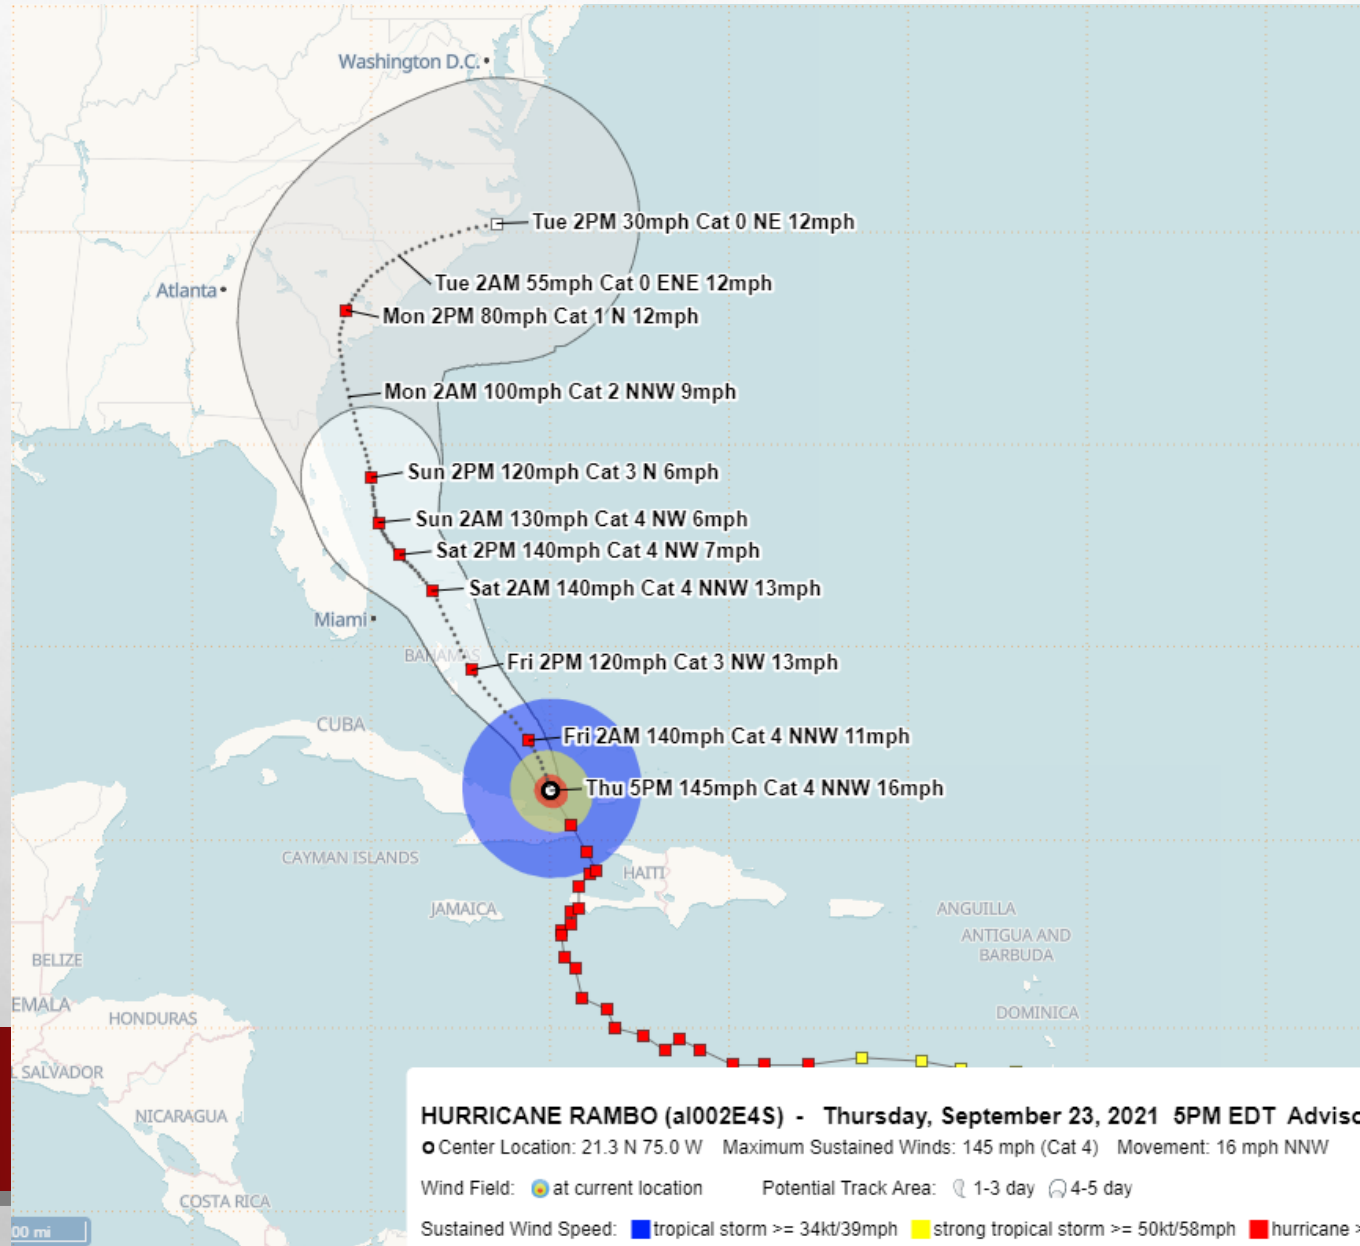 Washington D.C.
Tue 2PM 30mph Cat 0 NE 12mph
Tue 2AM 55mph Cat 0 ENE 12mph
Atlanta
Mon 2PM 80mph Cat 1 N 12mph
Mon 2AM 100mph Cat 2 NNW 9mph
Sun 2PM 120mph Cat 3 N 6mph
Sun 2AM 130mph Cat 4 NW 6mph
Sat 2PM 140mph Cat 4 NW 7mph
Sat 2AM 140mph Cat 4 NNW 13mph
Miami
BAHAMAS
Fri 2PM 120mph Cat 3 NW 13mph
CUBA
Fri 2AM 140mph Cat 4 NNW 11mph
Thu 5PM 145mph Cat 4 NNW 16mph
CAYMAN ISLANDS
HAITI
JAMAICA
ANGUILLA
ANTIGUA AND
BARBUDA
BELIZE
EMALA
HONDURAS
DOMINICA
L SALVADOR
NICARAGUA
COSTA RICA
00 mi
HURRICANE RAMBO (al002E4S) - Thursday, September 23, 2021 5PM EDT Adviso
Center Location: 21.3 N 75.0 W Maximum Sustained Winds: 145 mph (Cat 4) Movement: 16 mph NNW
Wind Field: at current location Potential Track Area: 1-3 day 4-5 day
Sustained Wind Speed: tropical storm >= 34kt/39mph strong tropical storm >= 50kt/58mph hurricane >